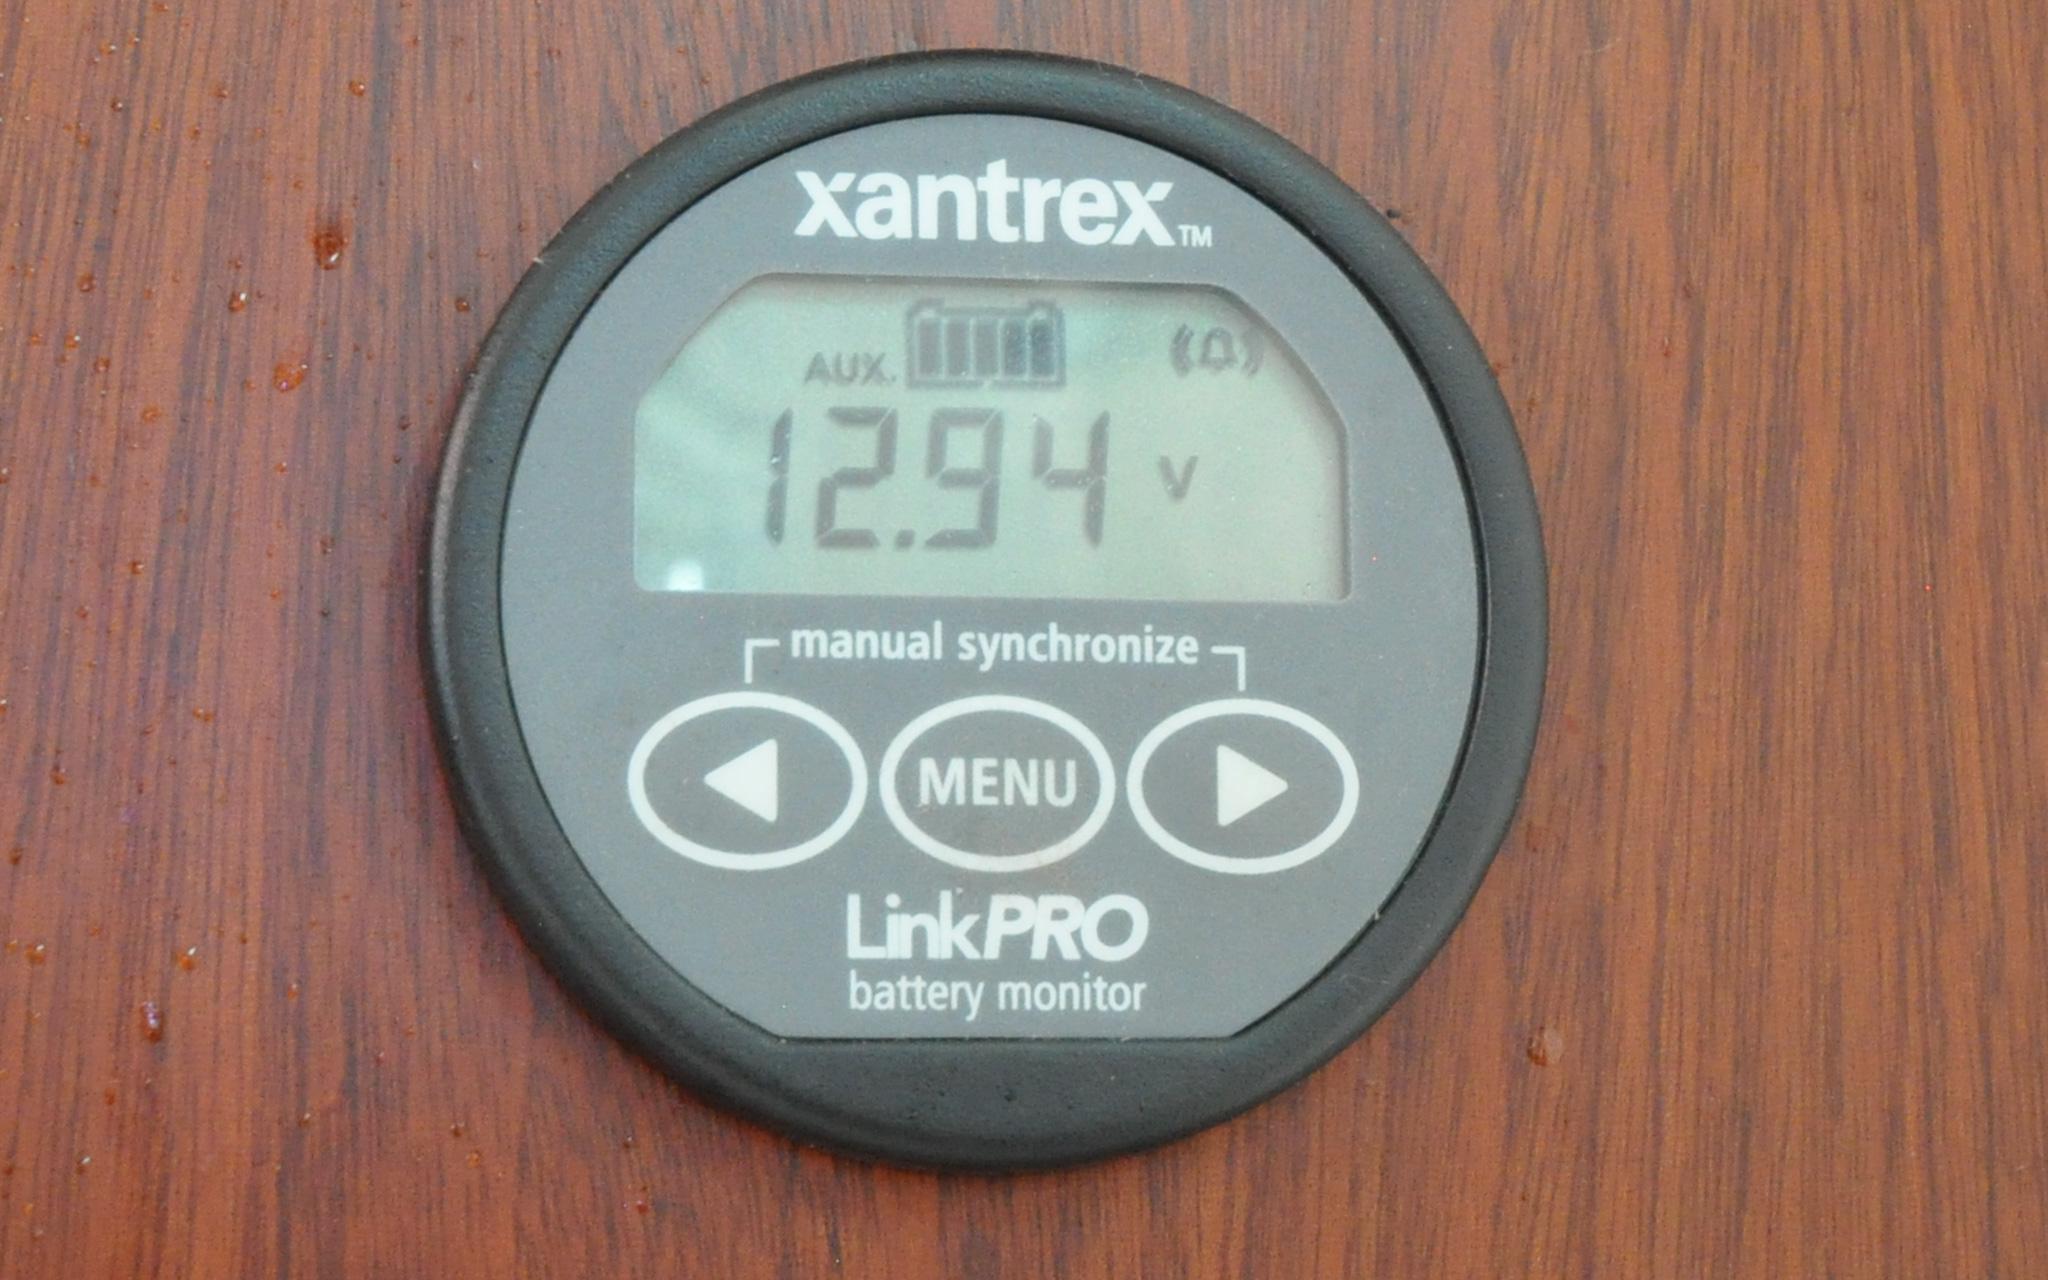 xantrex™
AUX.
12.94 V
manual synchronize
MENU
LinkPRO
battery monitor